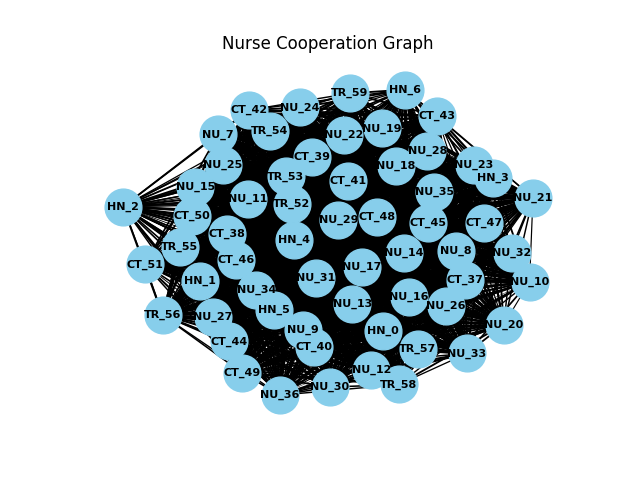 Nurse Cooperation Graph
HN_6
TR_59
NU_24
CT_42
CT_43
NU_19
TR_54
NU_7
NU_22
NU_28
CT_39
NU_25
NU_18
NU_23
TR_53
HN_3
CT_41
NU_15
NU_35
NU_11
NU_21
TR_52
HN_2
CT_50
CT_48
NU_29
CT_45
CT_47
CT_38
HN_4
TR_55
NU_8
NU_14
NU_32
CT_46
CT_51
NU_17
NU_31
HN_1
CT_37
NU_10
NU_34
NU_16
NU_13
NU_26
HN_5
TR_56
NU_27
NU_20
NU_9
HN_0
CT_44
CT_40
TR_57
NU_33
NU_12
CT_49
TR_58
NU_30
NU_36